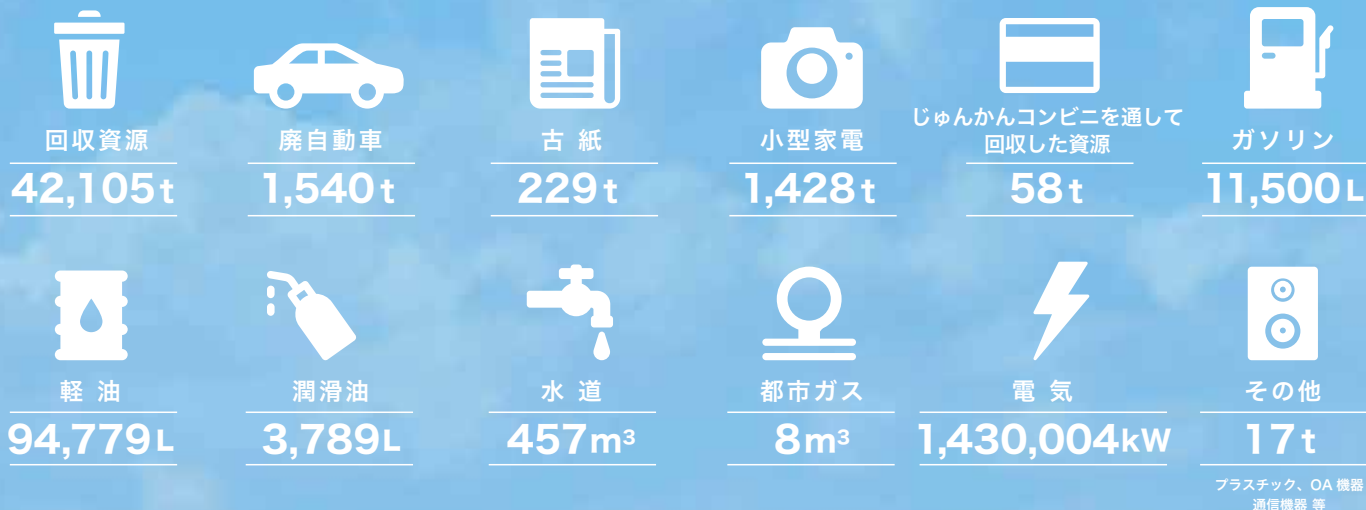 回収資源
42,105t
廃自動車
1,540t
古紙
229t
小型家電
1,428t
じゅんかんコンビニを通して
回収した資源
58t
ガソリン
11,500L
軽油
94,779L
潤滑油
3,789L
水道
457m³
都市ガス
8m³
電気
1,430,004kW
その他
17t
プラスチック、OA機器
通信機器 等